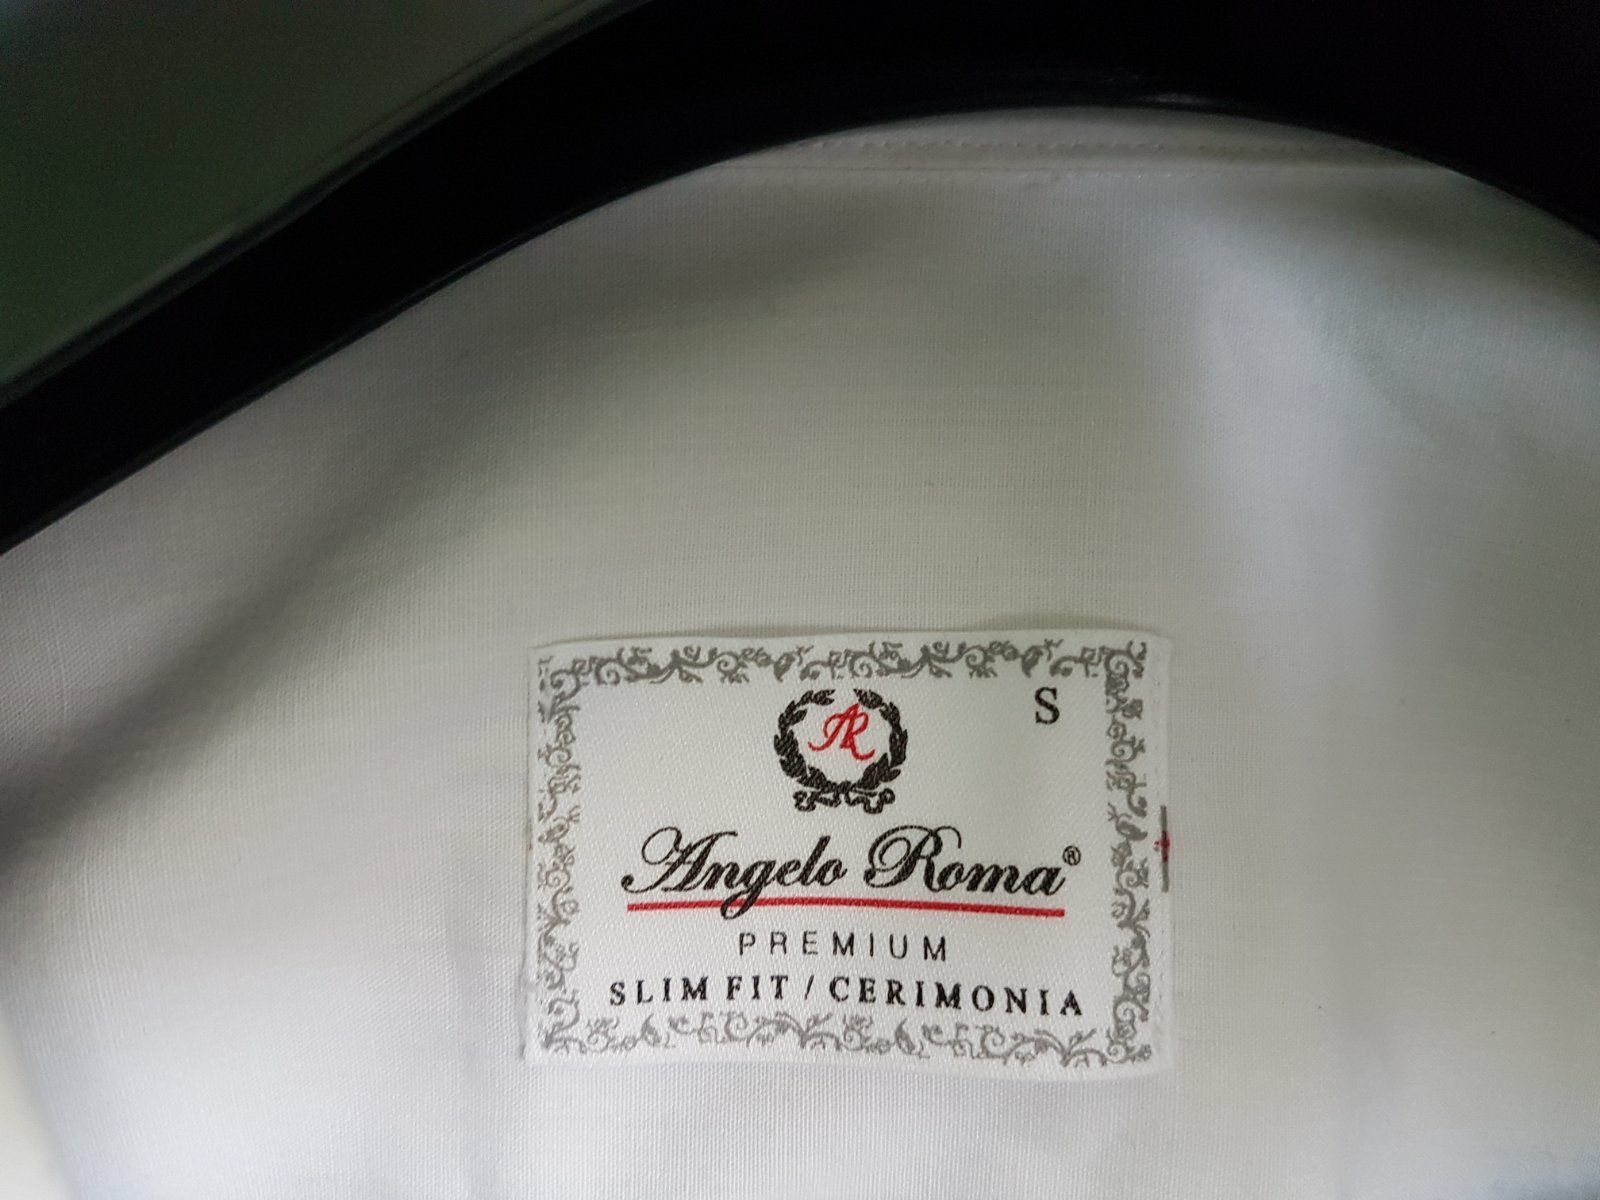 S
AR
Angelo Roma®
PREMIUM
SLIM FIT / CERIMONIA